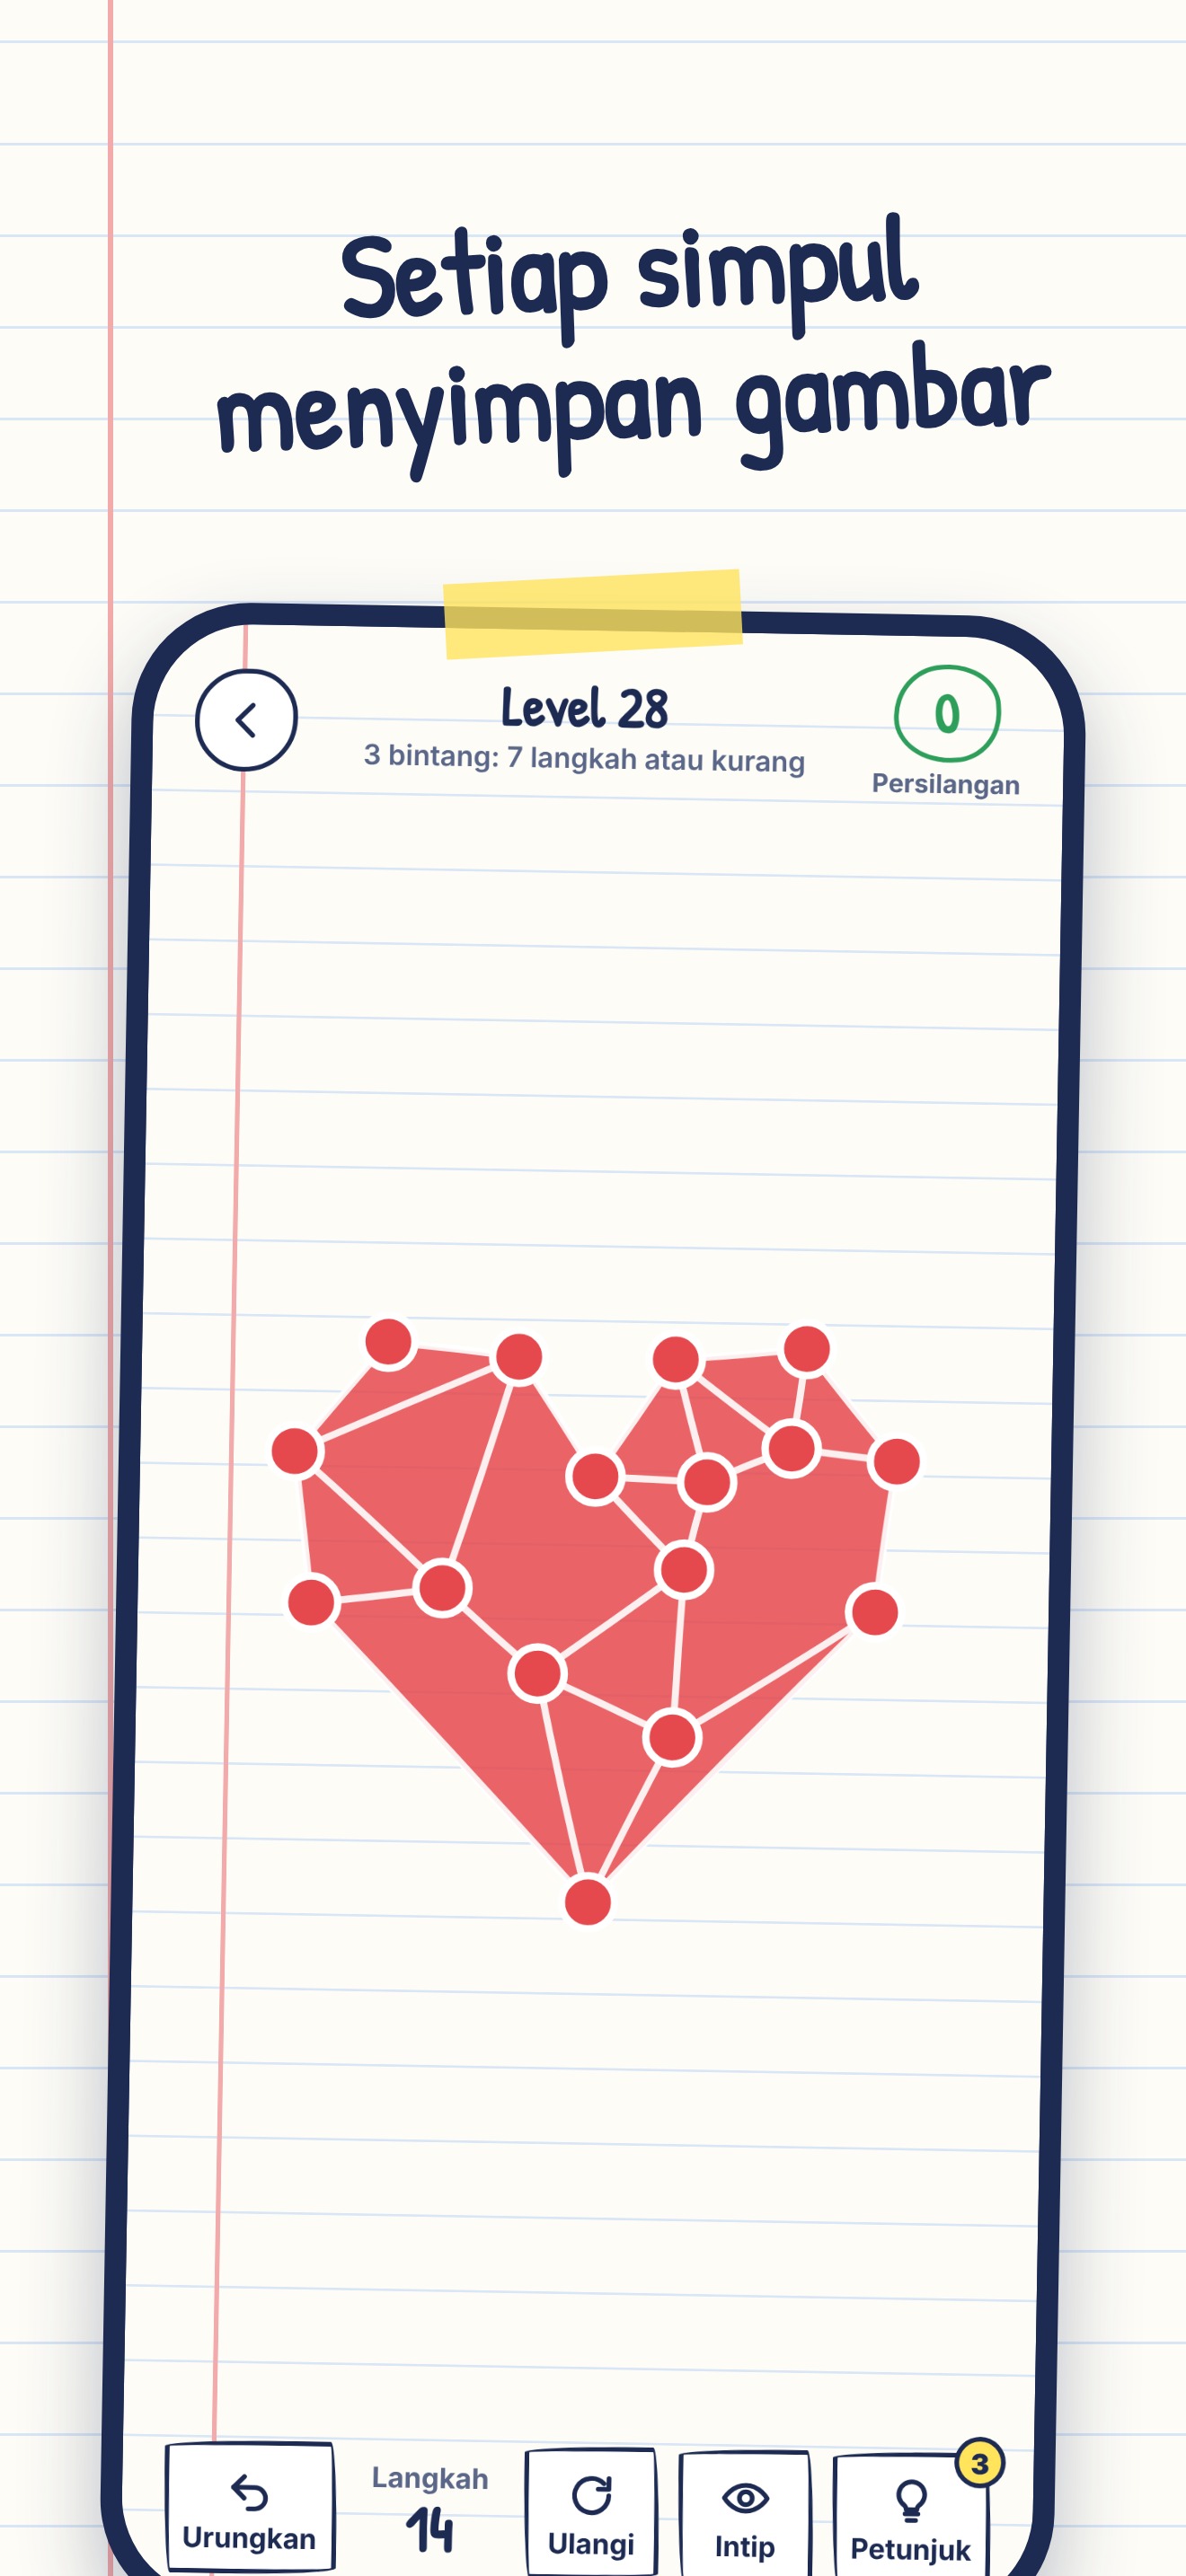 Setiap simpul
menyimpan gambar
Level 28
3 bintang: 7 langkah atau kurang
0
Persilangan
Urungkan
Langkah
14
Ulangi
Intip
3
Petunjuk